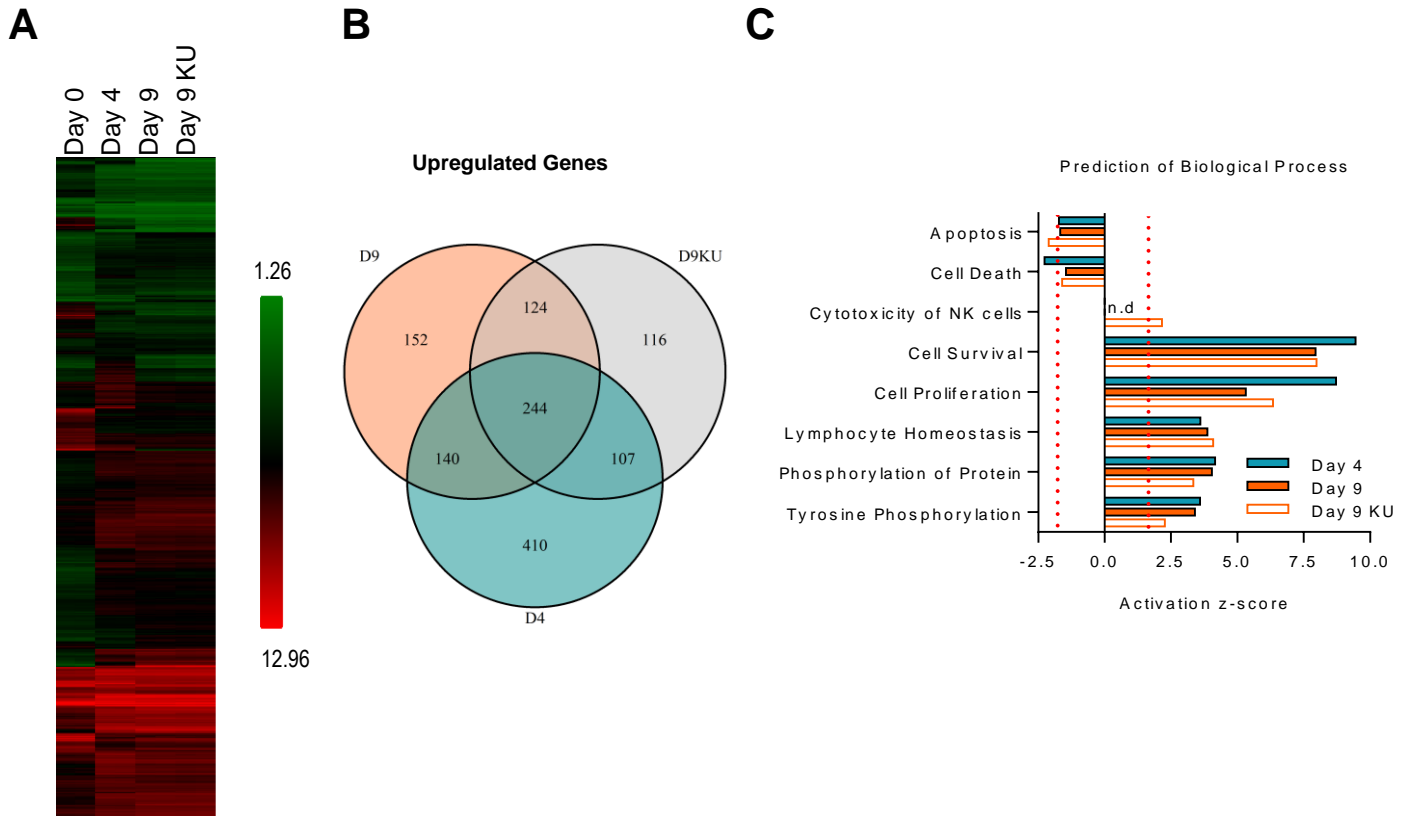 A
Day 0
Day 4
Day 9
Day 9 KU
1.26
12.96
B
Upregulated Genes
D9
D9KU
124
152
116
244
140
107
410
D4
C
Prediction of Biological Process
Apoptosis
Cell Death
Cytotoxicity of NK cells
n.d
Cell Survival
Cell Proliferation
Lymphocyte Homeostasis
Phosphorylation of Protein
Tyrosine Phosphorylation
Day 4
Day 9
Day 9 KU
-2.5 0.0 2.5 5.0 7.5 10.0
Activation z-score